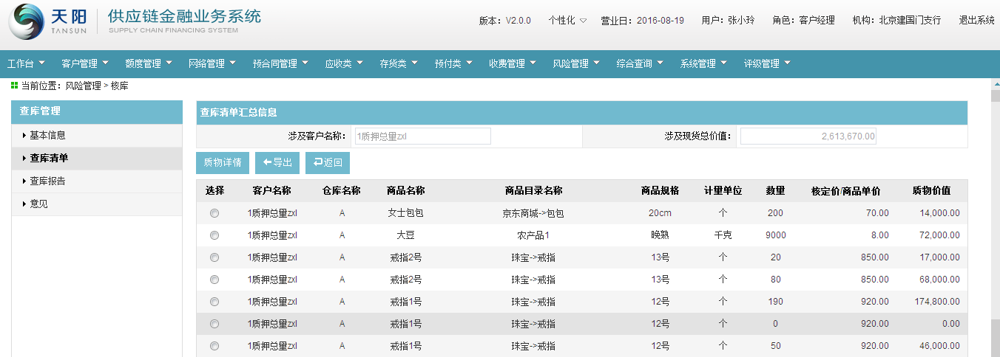 天阳 TANSUN 供应链金融业务系统 SUPPLY CHAIN FINANCING SYSTEM
版本：V2.0.0 个性化 营业日：2016-08-19 用户：张小玲 角色：客户经理 机构：北京建国门支行 退出系统
工作台 客户管理 额度管理 网络管理 预合同管理 应收类 存货类 预付类 收费管理 风险管理 综合查询 系统管理 评级管理
当前位置：风险管理 > 核库
查库管理
基本信息
查库清单
查库报告
意见
查库清单汇总信息
涉及客户名称： 1质押总量zxl 涉及现货总价值： 2,613,670.00
质物详情 导出 返回
选择 客户名称 仓库名称 商品名称 商品目录名称 商品规格 计量单位 数量 核定价/商品单价 质物价值
1质押总量zxl A 女士包包 京东商城->包包 20cm 个 200 70.00 14,000.00
1质押总量zxl A 大豆 农产品1 晚熟 千克 9000 8.00 72,000.00
1质押总量zxl A 戒指2号 珠宝->戒指 13号 个 20 850.00 17,000.00
1质押总量zxl A 戒指2号 珠宝->戒指 13号 个 80 850.00 68,000.00
1质押总量zxl A 戒指1号 珠宝->戒指 12号 个 190 920.00 174,800.00
1质押总量zxl A 戒指1号 珠宝->戒指 12号 个 0 920.00 0.00
1质押总量zxl A 戒指1号 珠宝->戒指 12号 个 50 920.00 46,000.00